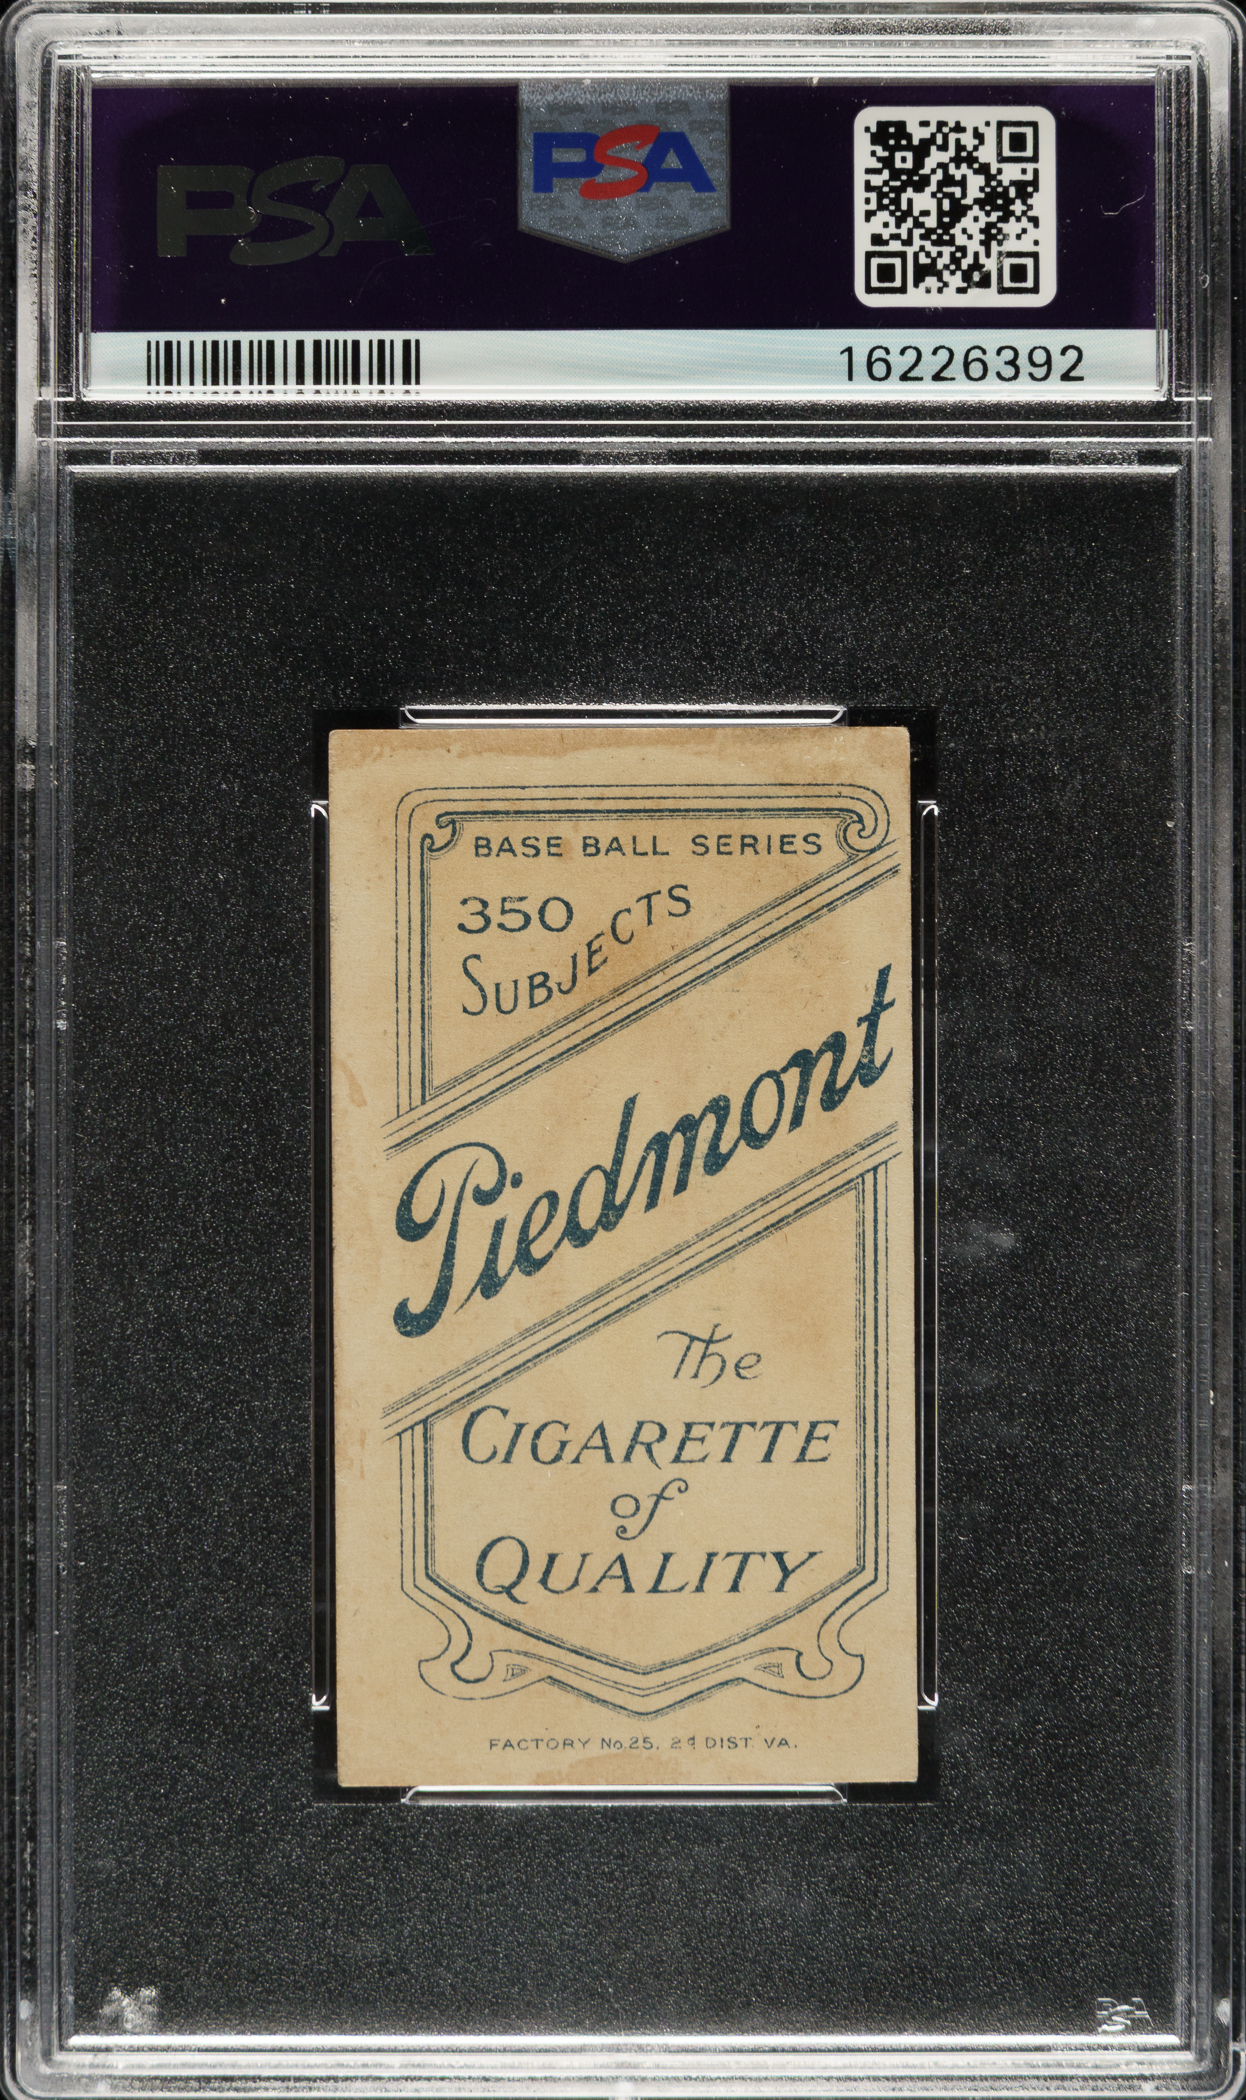 PSA
PSA
16226392
BASE BALL SERIES
350
SUBJECTS
Piedmont
The
CIGARETTE
of
QUALITY
FACTORY No. 25, 2d DIST. VA.
PSA